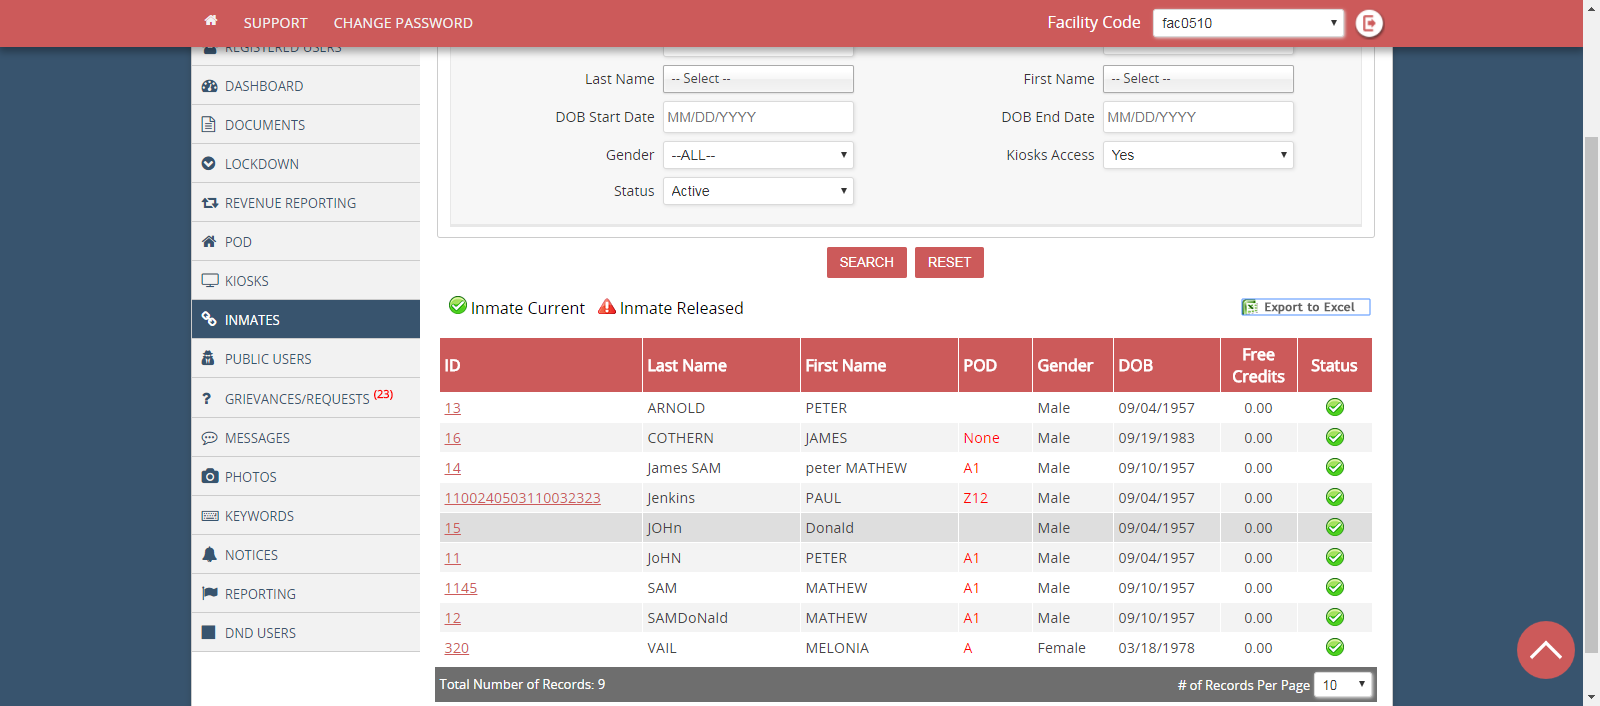 SUPPORT CHANGE PASSWORD Facility Code fac0510
REGISTERED USERS
DASHBOARD
DOCUMENTS
LOCKDOWN
REVENUE REPORTING
POD
KIOSKS
INMATES
PUBLIC USERS
GRIEVANCES/REQUESTS (23)
MESSAGES
PHOTOS
KEYWORDS
NOTICES
REPORTING
DND USERS
Last Name -- Select -- First Name -- Select --
DOB Start Date MM/DD/YYYY DOB End Date MM/DD/YYYY
Gender --ALL-- Kiosks Access Yes
Status Active
SEARCH RESET
Inmate Current Inmate Released Export to Excel
ID Last Name First Name POD Gender DOB Free Credits Status
13 ARNOLD PETER Male 09/04/1957 0.00
16 COTHERN JAMES None Male 09/19/1983 0.00
14 James SAM peter MATHEW A1 Male 09/10/1957 0.00
1100240503110032323 Jenkins PAUL Z12 Male 09/04/1957 0.00
15 JOHn Donald Male 09/04/1957 0.00
11 JoHN PETER A1 Male 09/04/1957 0.00
1145 SAM MATHEW A1 Male 09/10/1957 0.00
12 SAMDoNald MATHEW A1 Male 09/10/1957 0.00
320 VAIL MELONIA A Female 03/18/1978 0.00
Total Number of Records: 9 # of Records Per Page 10